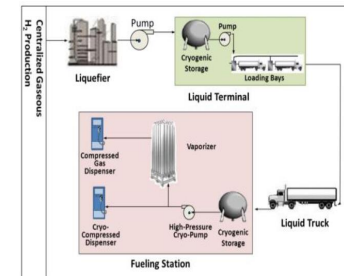 Centralized Gaseous
H₂ Production
Pump
Liquefier
Pump
Cryogenic
Storage
Loading Bays
Liquid Terminal
Compressed
Gas
Dispenser
Vaporizer
Cryo-
Compressed
Dispenser
High-Pressure
Cryo-Pump
Cryogenic
Storage
Liquid Truck
Fueling Station